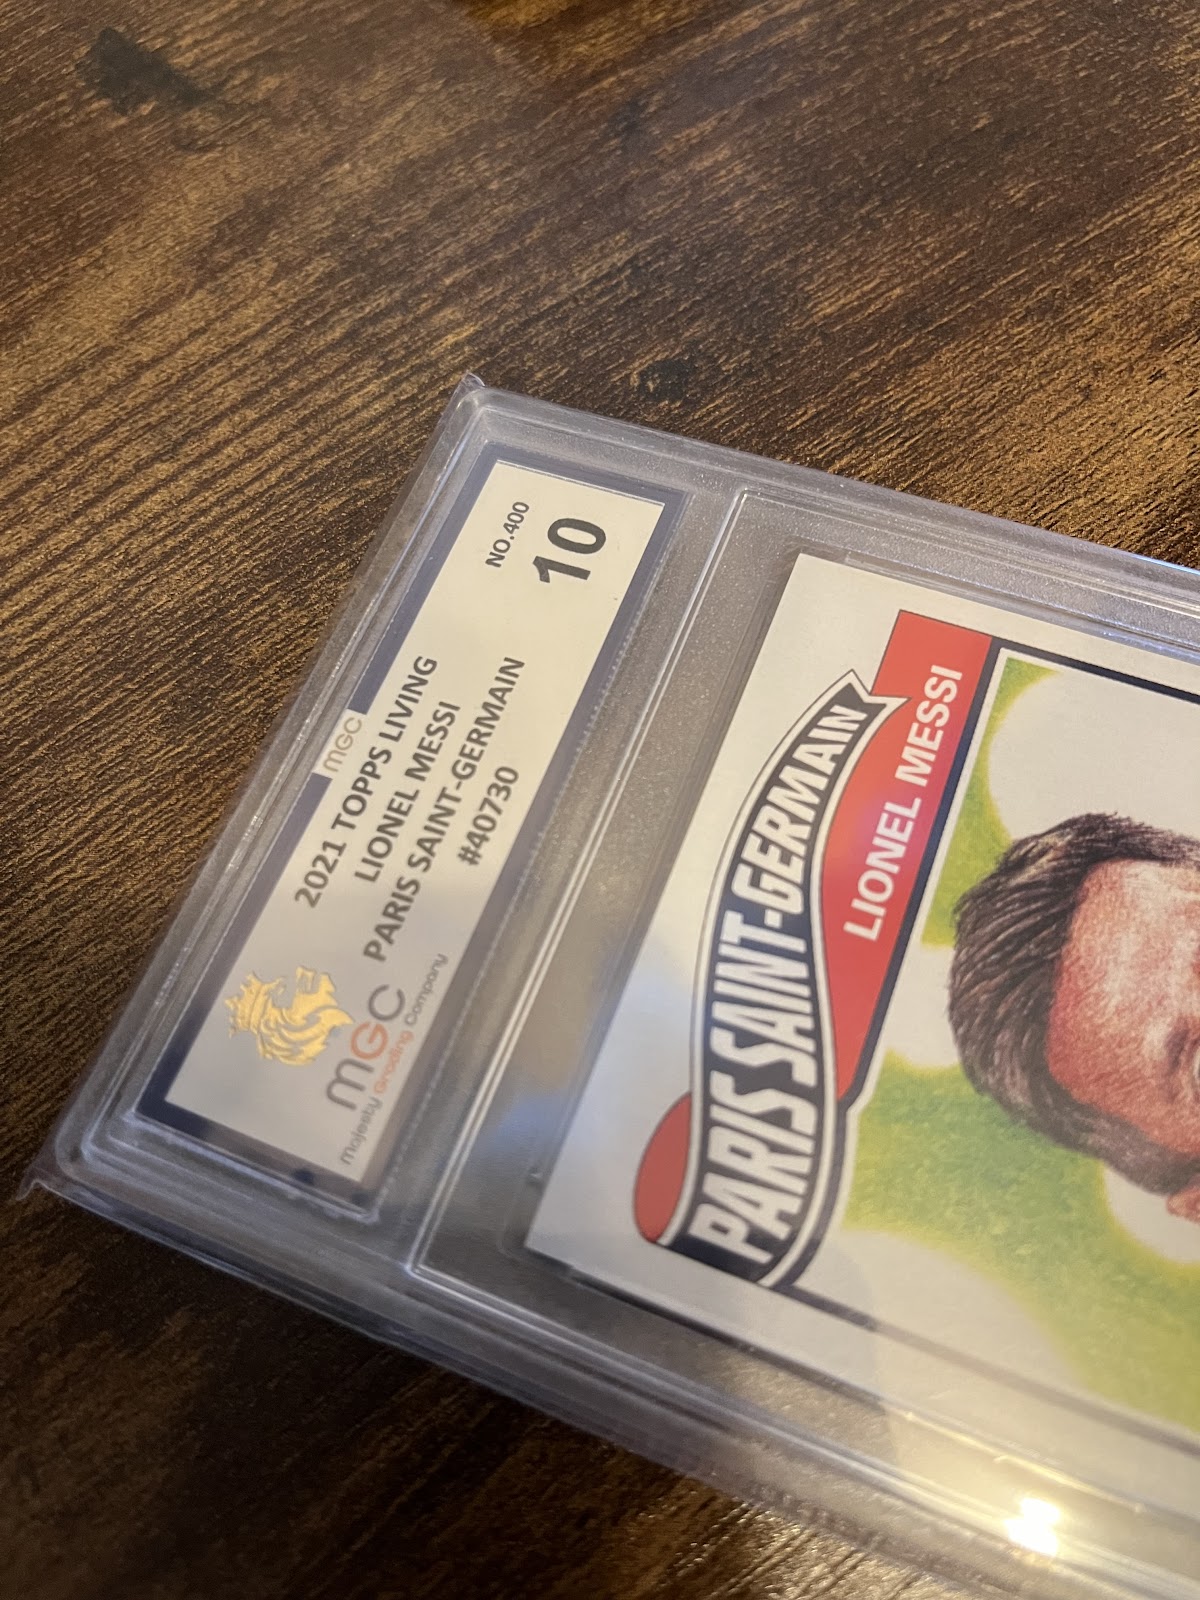 MGC
2021 TOPPS LIVING
LIONEL MESSI
PARIS SAINT-GERMAIN
#40730
NO.400
10
MGC
Majesty Grading Company
PARIS SAINT-GERMAIN
LIONEL MESSI